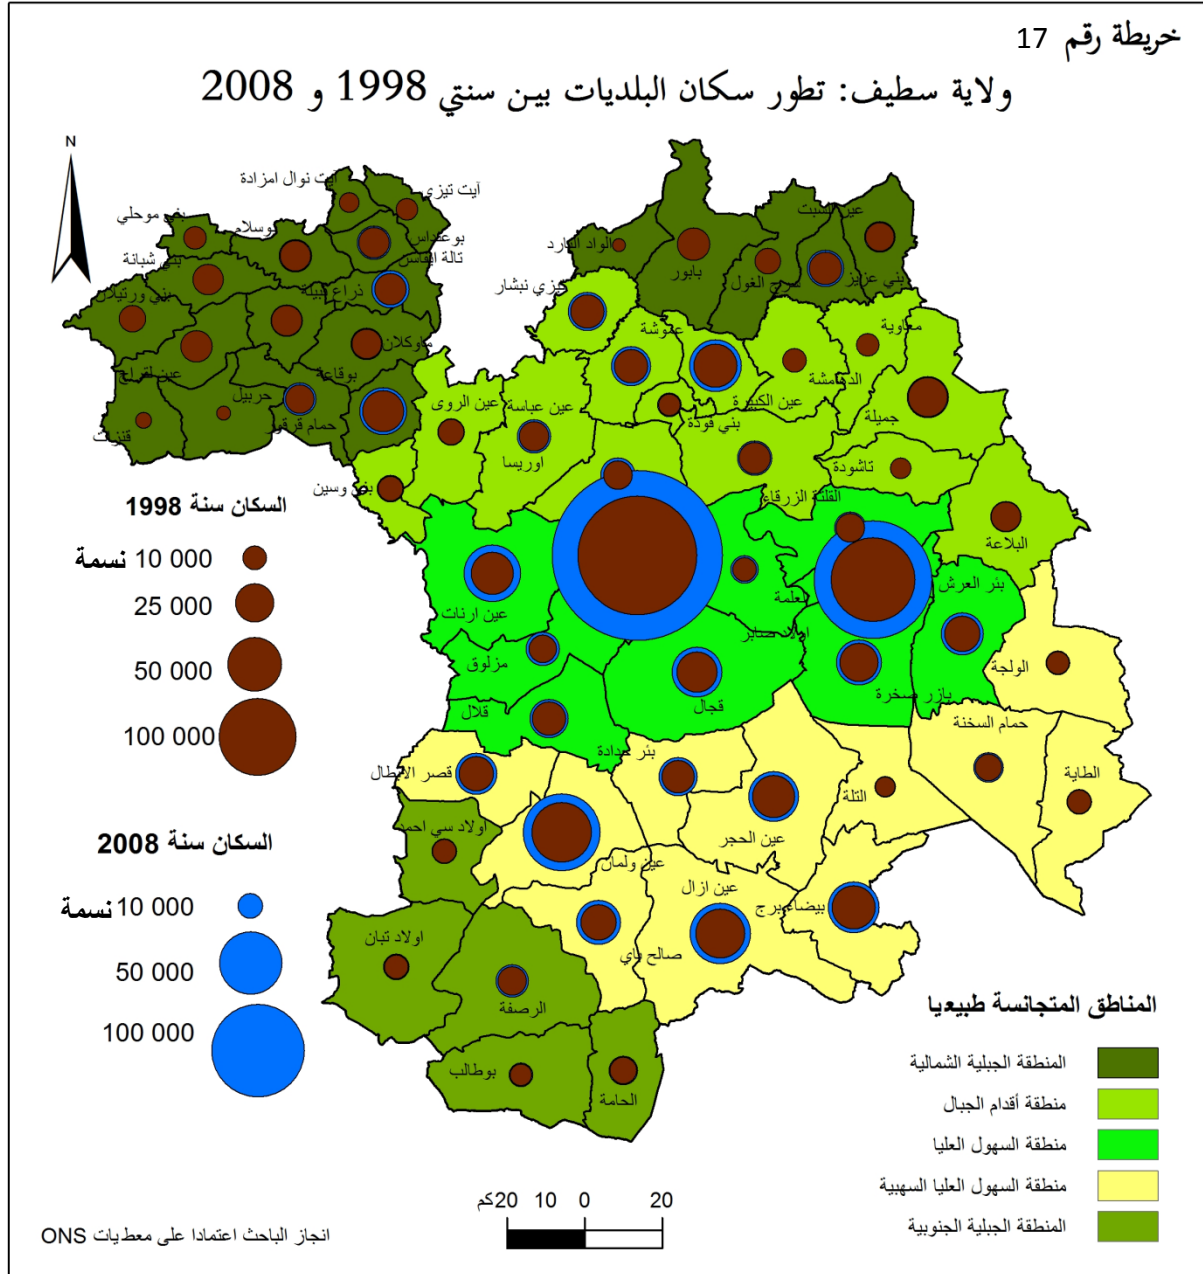 خريطة رقم 17
ولاية سطيف: تطور سكان البلديات بين سنتي 1998 و 2008
N
آيت نوال امزادة
آيت تيزي
بني موحلي
بوسلام
بوعنداس
تالة ايفاسن
بني شبانة
ذراع قبيلة
بني ورتيلان
ماوكلان
عين لقراج
بوقاعة
حربيل
حمام قرقور
قنزات
عين السبت
الواد البارد
بابور
سرج الغول
بني عزيز
تيزي نبشار
عموشة
معاوية
الدهامشة
عين الكبيرة
جميلة
بني فودة
عين الروى
عين عباسة
اوريسا
تاشودة
القلتة الزرقاء
بني وسين
البلاعة
بئر العرش
العلمة
اولاد صابر
عين ارنات
مزلوق
الولجة
بازر صخرة
قجال
قلال
حمام السخنة
بئر حدادة
قصر الابطال
الطاية
التلة
اولاد سي احمد
عين الحجر
عين ولمان
عين ازال
بيضاء برج
صالح باي
اولاد تبان
الرصفة
بوطالب
الحامة
السكان سنة 1998
10 000 نسمة
25 000
50 000
100 000
السكان سنة 2008
10 000 نسمة
50 000
100 000
المناطق المتجانسة طبيعيا
المنطقة الجبلية الشمالية
منطقة أقدام الجبال
منطقة السهول العليا
منطقة السهول العليا السهبية
المنطقة الجبلية الجنوبية
20 0 10 20كم
انجاز الباحث اعتمادا على معطيات ONS